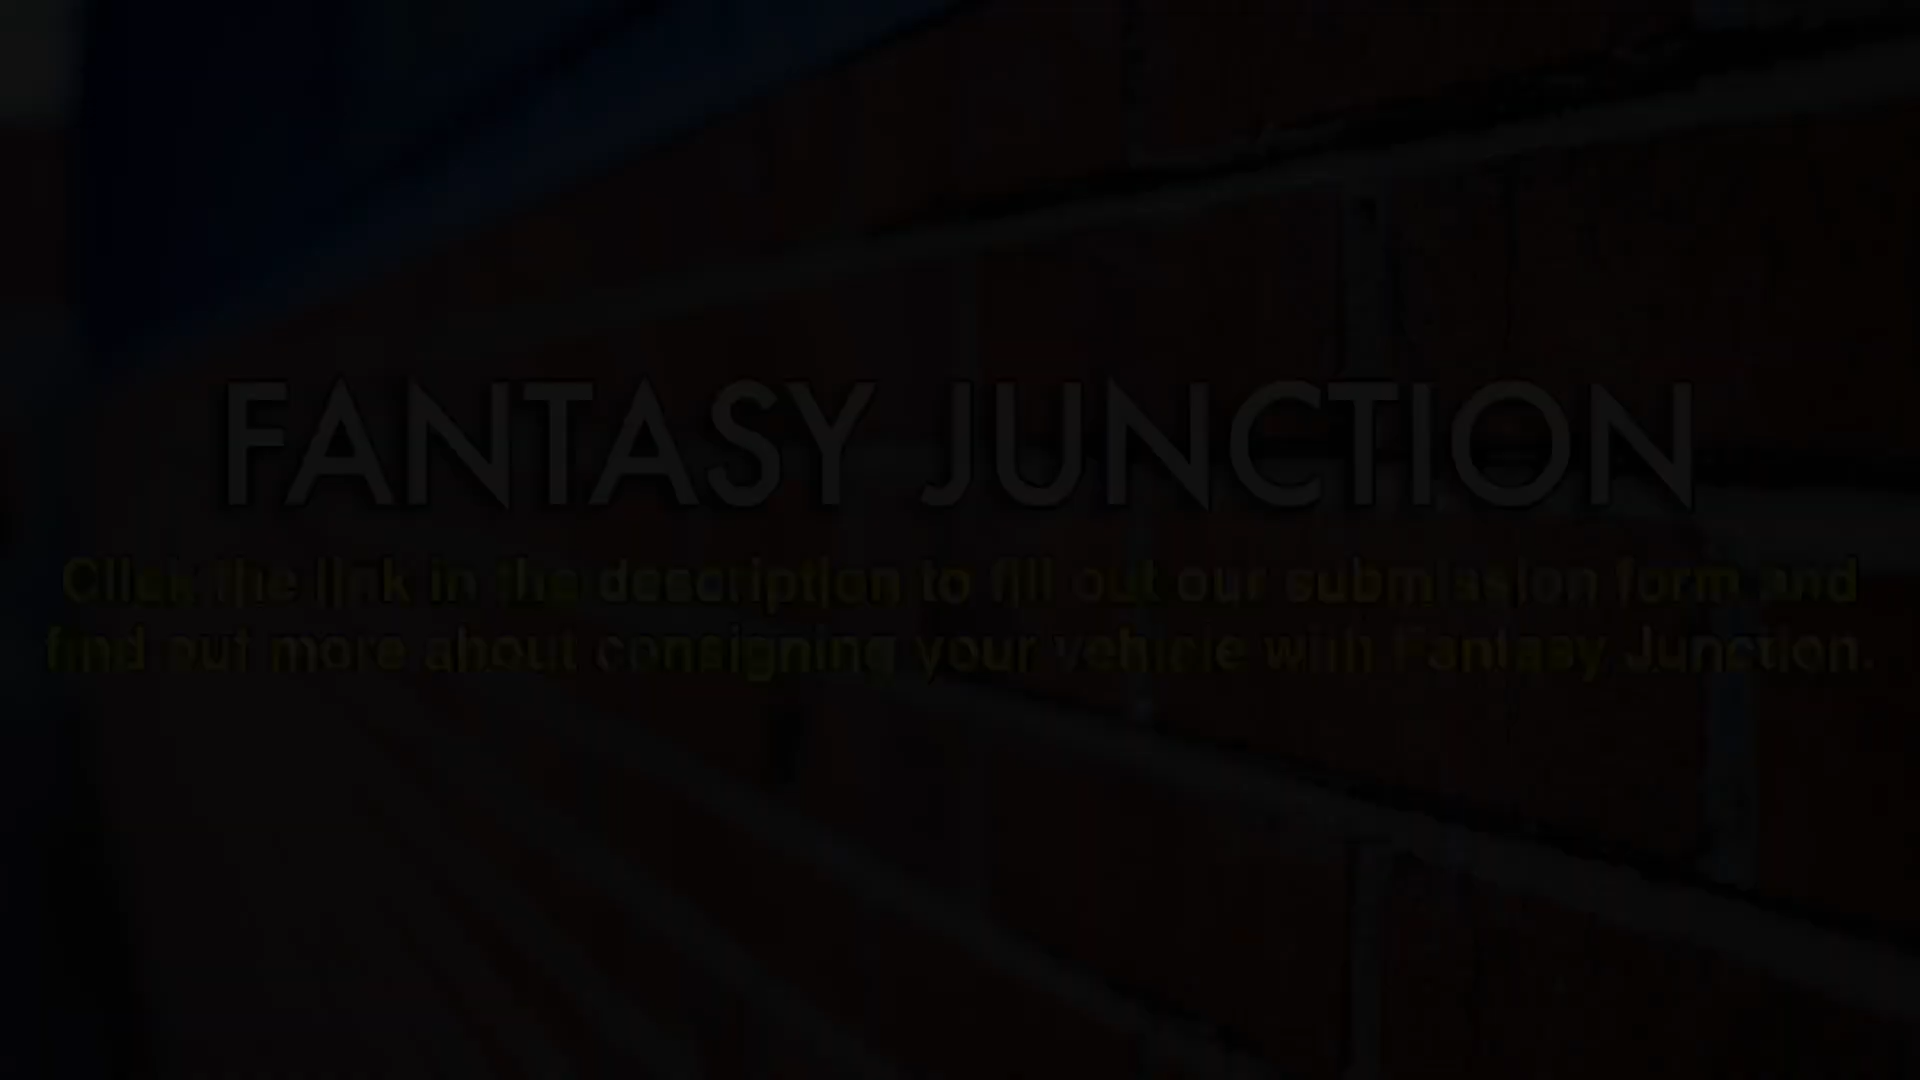 FANTASY JUNCTION
Click the link in the description to fill out our submission form and
find out more about consigning your vehicle with Fantasy Junction.